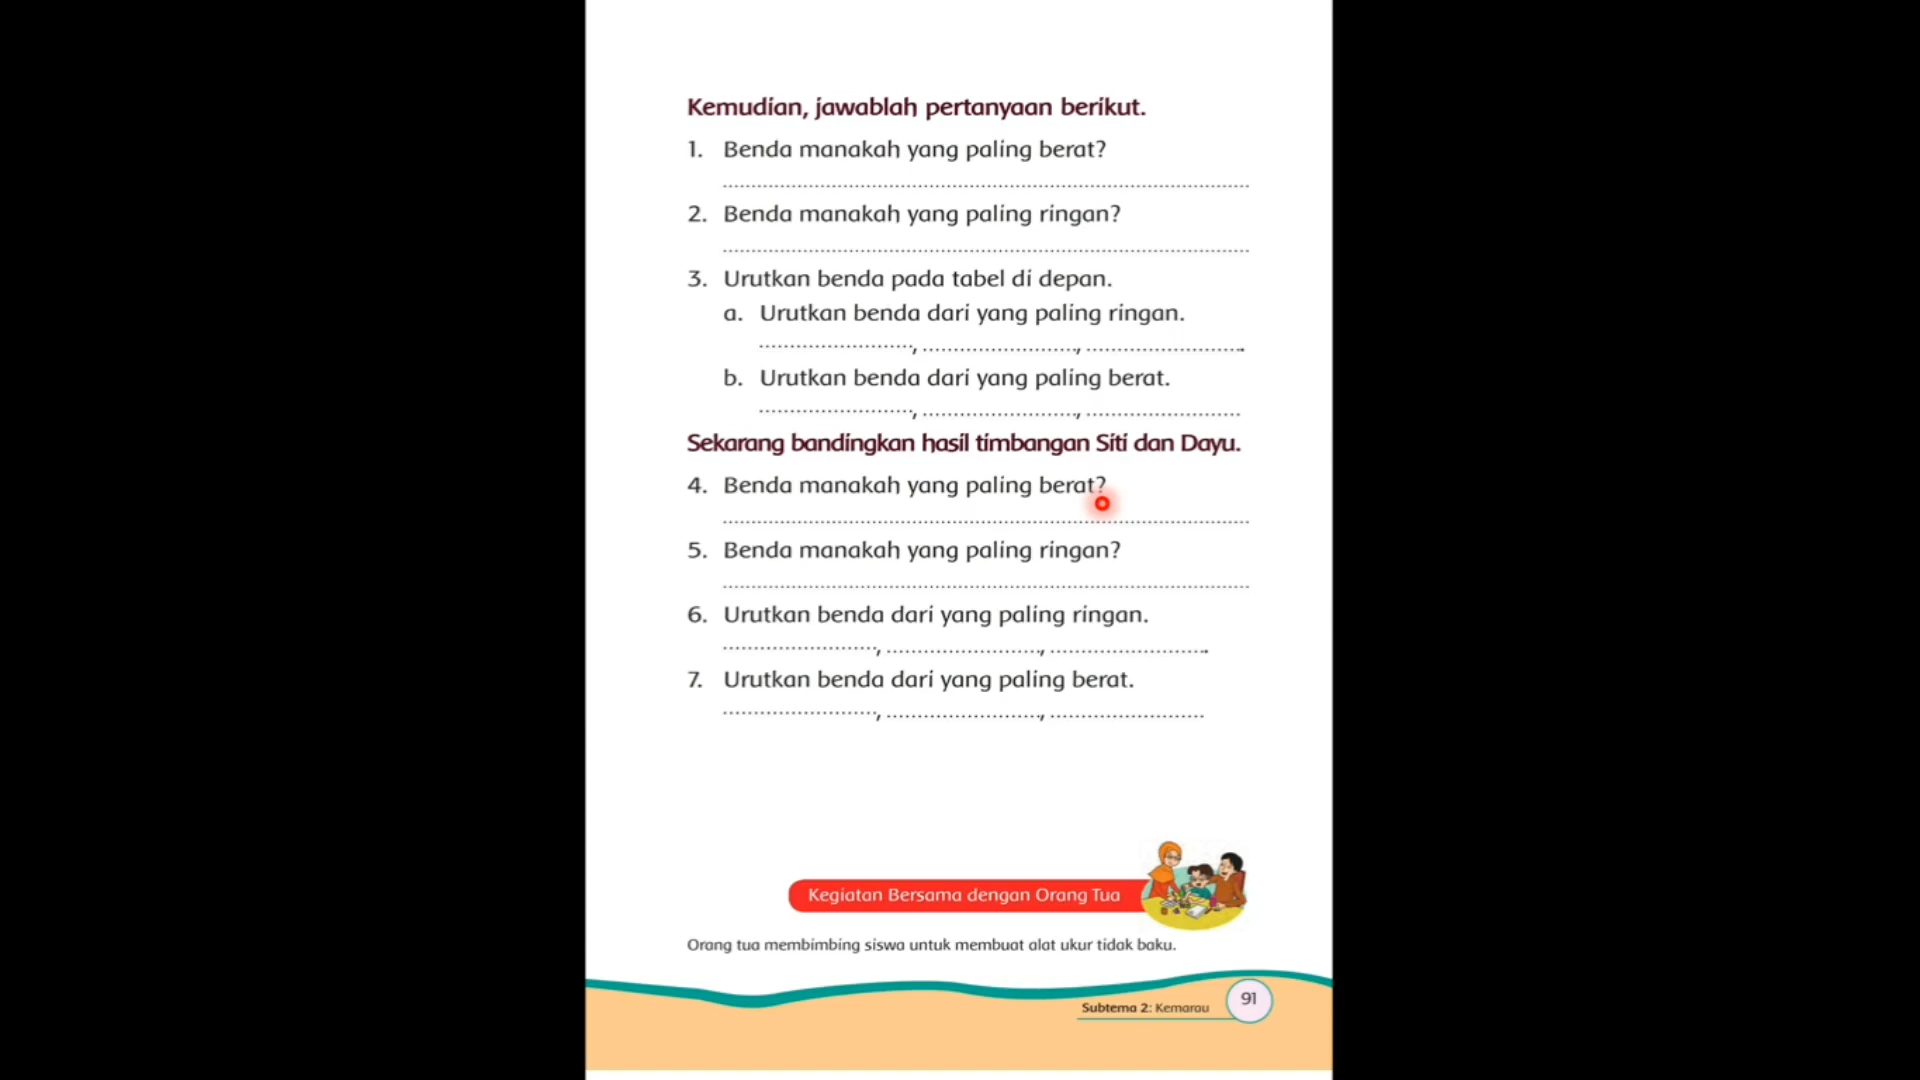 Kemudian, jawablah pertanyaan berikut.
1. Benda manakah yang paling berat?
2. Benda manakah yang paling ringan?
3. Urutkan benda pada tabel di depan.
a. Urutkan benda dari yang paling ringan.
b. Urutkan benda dari yang paling berat.
Sekarang bandingkan hasil timbangan Siti dan Dayu.
4. Benda manakah yang paling berat?
5. Benda manakah yang paling ringan?
6. Urutkan benda dari yang paling ringan.
7. Urutkan benda dari yang paling berat.
Kegiatan Bersama dengan Orang Tua
Orang tua membimbing siswa untuk membuat alat ukur tidak baku.
Subtema 2: Kemarau 91